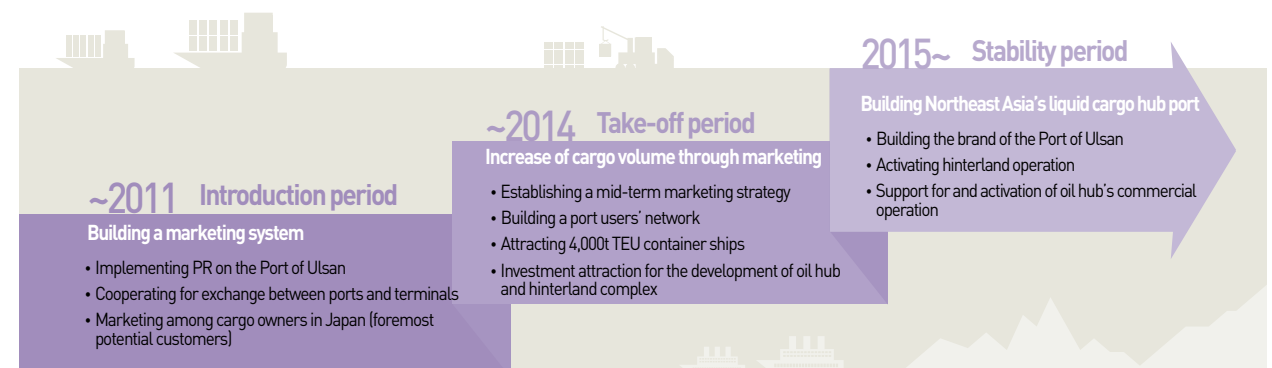 ~2011 Introduction period
Building a marketing system
• Implementing PR on the Port of Ulsan
• Cooperating for exchange between ports and terminals
• Marketing among cargo owners in Japan (foremost
potential customers)
~2014 Take-off period
Increase of cargo volume through marketing
• Establishing a mid-term marketing strategy
• Building a port users' network
• Attracting 4,000t TEU container ships
• Investment attraction for the development of oil hub
and hinterland complex
2015~ Stability period
Building Northeast Asia's liquid cargo hub port
• Building the brand of the Port of Ulsan
• Activating hinterland operation
• Support for and activation of oil hub's commercial
operation